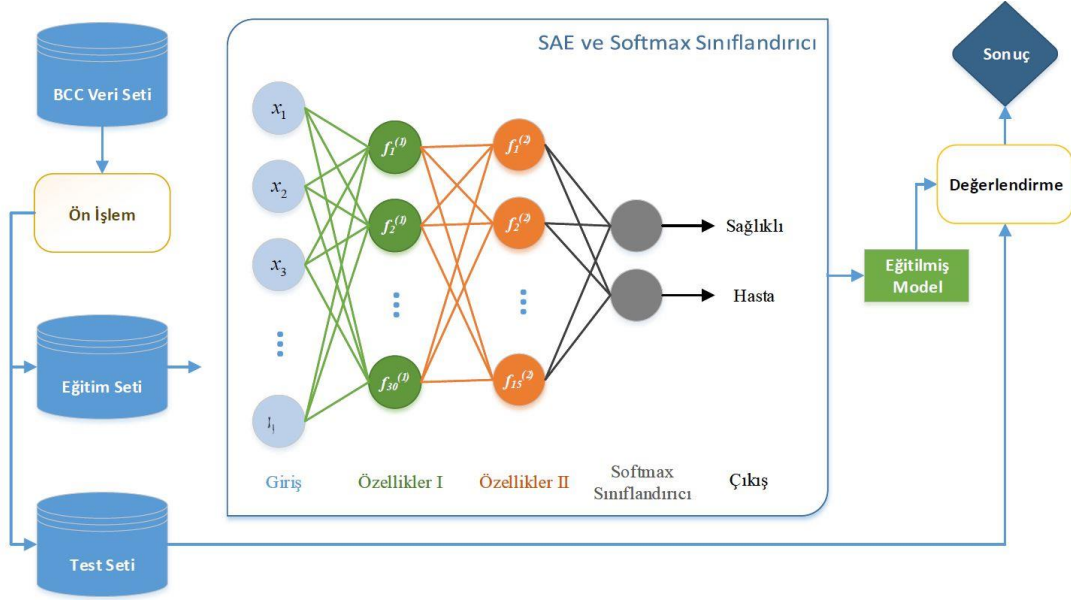 SAE ve Softmax Sınıflandırıcı
BCC Veri Seti
Ön İşlem
Eğitim Seti
Test Seti
x₁
x₂
x₃
f₁⁽¹⁾
f₂⁽¹⁾
f₃₀⁽¹⁾
f₁⁽²⁾
f₂⁽²⁾
f₁₅⁽²⁾
Sağlıklı
Hasta
Giriş
Özellikler I
Özellikler II
Softmax
Sınıflandırıcı
Çıkış
Eğitilmiş
Model
Değerlendirme
Sonuç